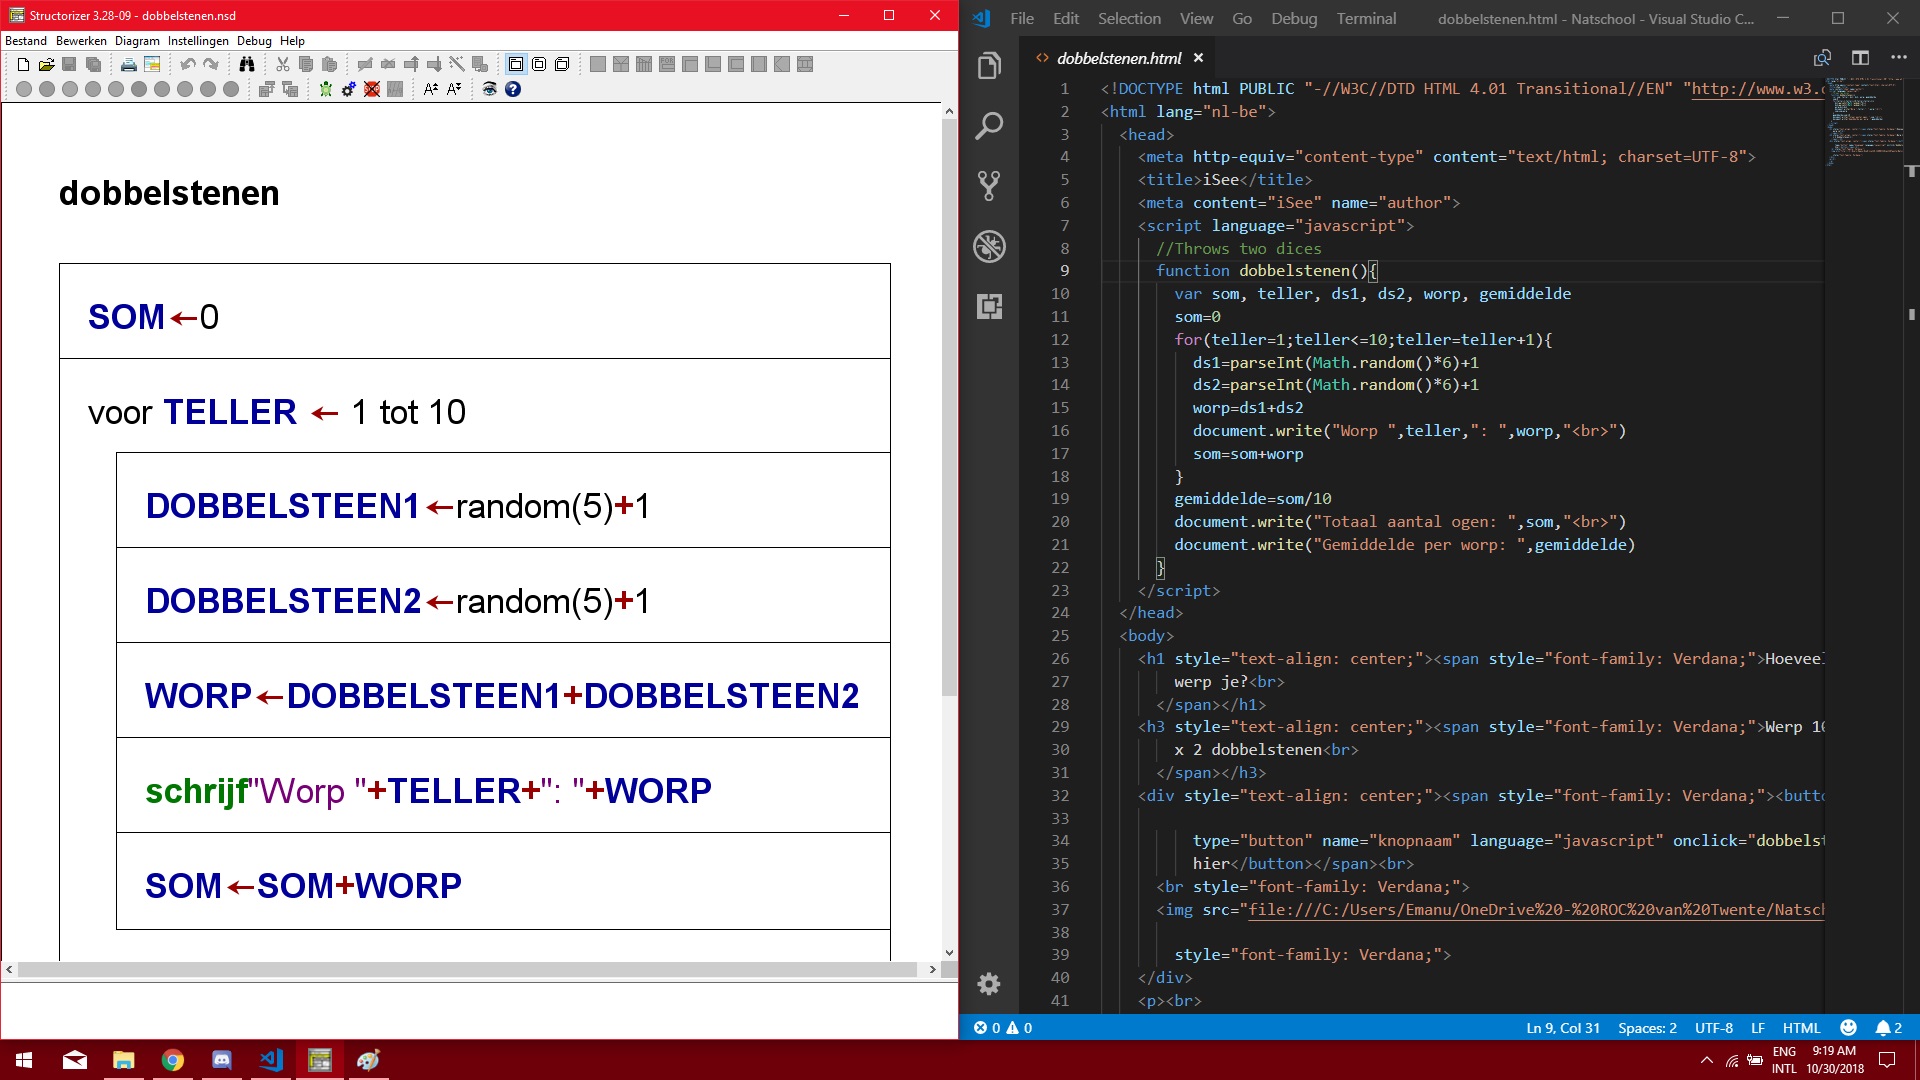 Structorizer 3.28-09 - dobbelstenen.nsd
Bestand Bewerken Diagram Instellingen Debug Help
dobbelstenen
SOM←0
voor TELLER ← 1 tot 10
DOBBELSTEEN1←random(5)+1
DOBBELSTEEN2←random(5)+1
WORP←DOBBELSTEEN1+DOBBELSTEEN2
schrijf"Worp "+TELLER+": "+WORP
SOM←SOM+WORP
File Edit Selection View Go Debug Terminal dobbelstenen.html - Natschool - Visual Studio C...
dobbelstenen.html
1 <!DOCTYPE html PUBLIC "-//W3C//DTD HTML 4.01 Transitional//EN" "http://www.w3.
2 <html lang="nl-be">
3 <head>
4 <meta http-equiv="content-type" content="text/html; charset=UTF-8">
5 <title>iSee</title>
6 <meta content="iSee" name="author">
7 <script language="javascript">
8 //Throws two dices
9 function dobbelstenen(){
10 var som, teller, ds1, ds2, worp, gemiddelde
11 som=0
12 for(teller=1;teller<=10;teller=teller+1){
13 ds1=parseInt(Math.random()*6)+1
14 ds2=parseInt(Math.random()*6)+1
15 worp=ds1+ds2
16 document.write("Worp ",teller,": ",worp,"<br>")
17 som=som+worp
18 }
19 gemiddelde=som/10
20 document.write("Totaal aantal ogen: ",som,"<br>")
21 document.write("Gemiddelde per worp: ",gemiddelde)
22 }
23 </script>
24 </head>
25 <body>
26 <h1 style="text-align: center;"><span style="font-family: Verdana;">Hoeveel
27 werp je?<br>
28 </span></h1>
29 <h3 style="text-align: center;"><span style="font-family: Verdana;">Werp 10
30 x 2 dobbelstenen<br>
31 </span></h3>
32 <div style="text-align: center;"><span style="font-family: Verdana;"><butt
33
34 type="button" name="knopnaam" language="javascript" onclick="dobbelst
35 hier</button></span><br>
36 <br style="font-family: Verdana;">
37 <img src="file:///C:/Users/Emanu/OneDrive%20-%20ROC%20van%20Twente/Natsch
38
39 style="font-family: Verdana;">
40 </div>
41 <p><br>
0 0 Ln 9, Col 31 Spaces: 2 UTF-8 LF HTML 2
ENG 9:19 AM
INTL 10/30/2018